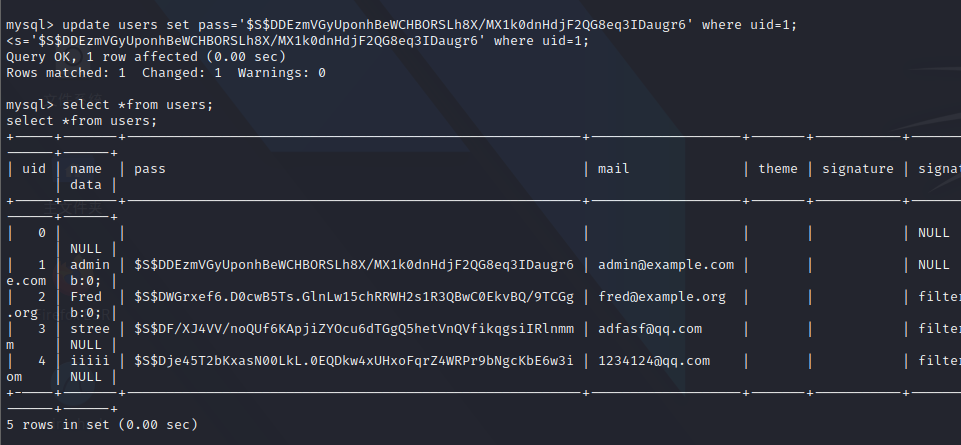 mysql> update users set pass='$S$DDEzmVGyUponhBeWCHBORSLh8X/MX1k0dnHdjF2QG8eq3IDaugr6' where uid=1;
<s='$S$DDEzmVGyUponhBeWCHBORSLh8X/MX1k0dnHdjF2QG8eq3IDaugr6' where uid=1;
Query OK, 1 row affected (0.00 sec)
Rows matched: 1  Changed: 1  Warnings: 0
mysql> select *from users;
select *from users;
| uid | name | pass | mail | theme | signature | signat
| data |
| 0 | | | | | | NULL
| NULL |
| 1 | admin | $S$DDEzmVGyUponhBeWCHBORSLh8X/MX1k0dnHdjF2QG8eq3IDaugr6 | admin@example.com | | | NULL
e.com | b:0; |
| 2 | Fred | $S$DWGrxef6.D0cwB5Ts.GlnLw15chRRWH2s1R3QBwC0EkvBQ/9TCGg | fred@example.org | | | filter
.org | b:0; |
| 3 | stree | $S$DF/XJ4VV/noQUf6KApjiZYOcu6dTGgQ5hetVnQVfikqgsiIRlnmm | adfasf@qq.com | | | filter
m | NULL |
| 4 | iiiii | $S$Dje45T2bKxasN00LkL.0EQDkw4xUHxoFqrZ4WRPr9bNgcKbE6w3i | 1234124@qq.com | | | filter
om | NULL |
5 rows in set (0.00 sec)